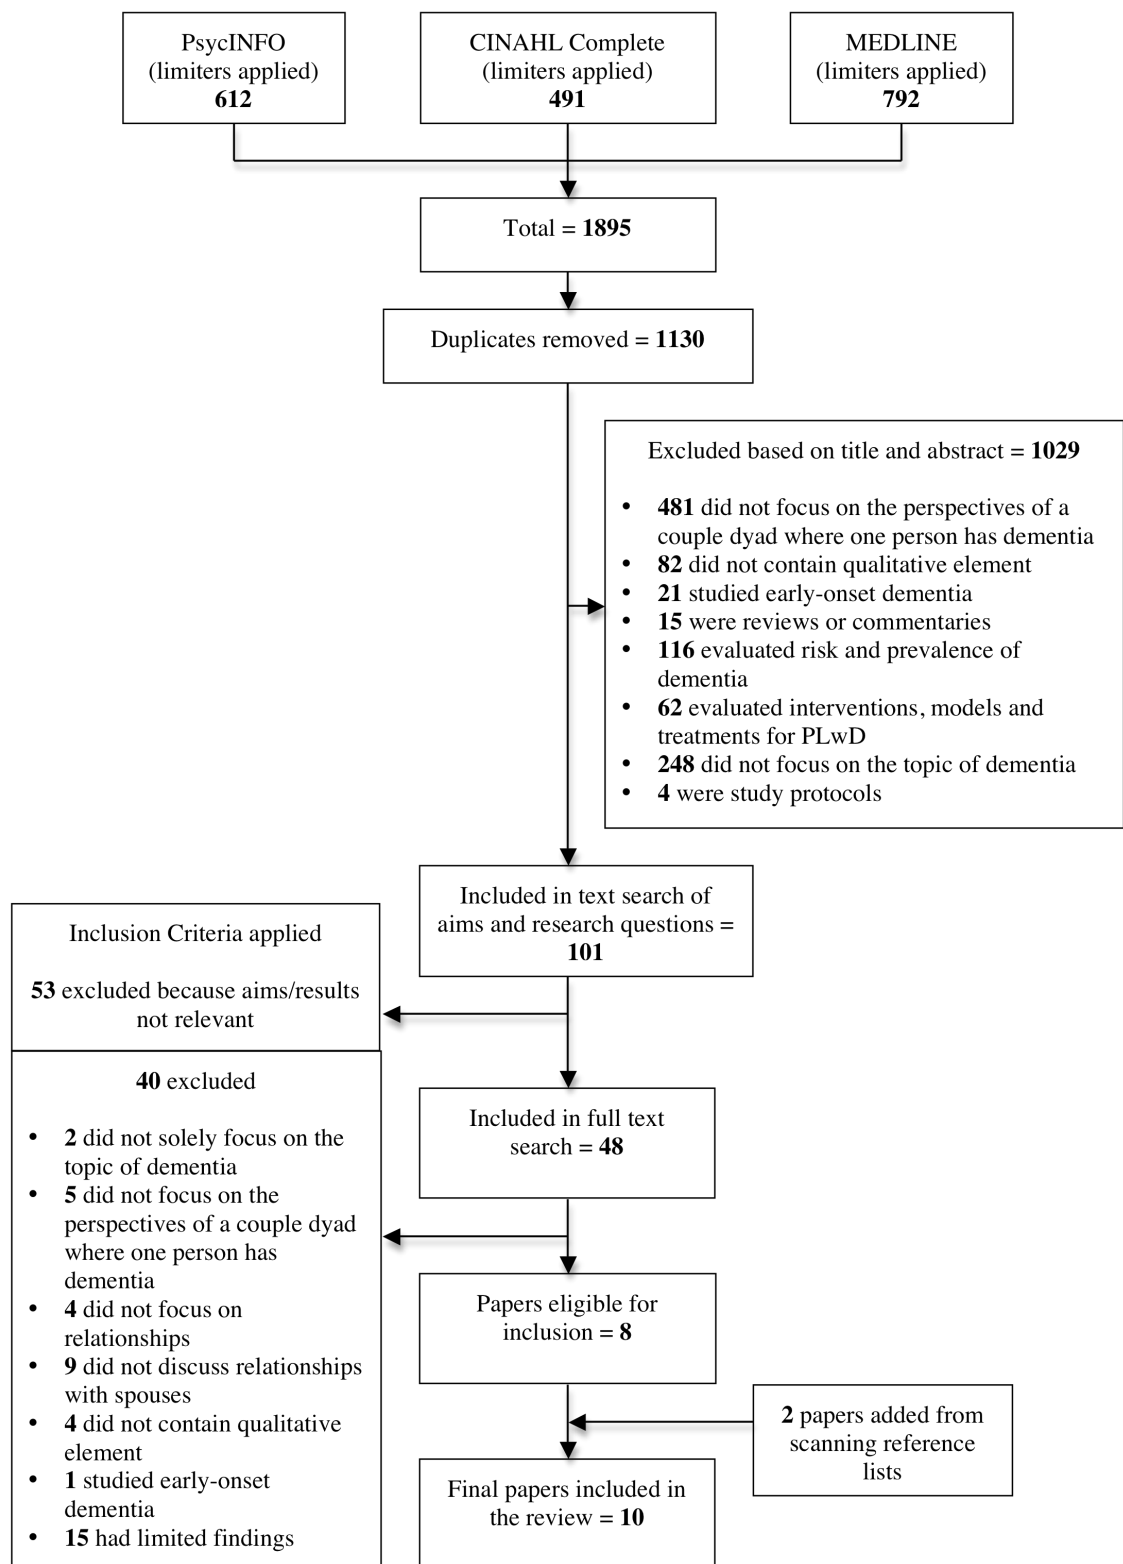 PsycINFO
(limiters applied)
612
CINAHL Complete
(limiters applied)
491
MEDLINE
(limiters applied)
792
Total = 1895
Duplicates removed = 1130
Excluded based on title and abstract = 1029
• 481 did not focus on the perspectives of a
couple dyad where one person has dementia
• 82 did not contain qualitative element
• 21 studied early-onset dementia
• 15 were reviews or commentaries
• 116 evaluated risk and prevalence of
dementia
• 62 evaluated interventions, models and
treatments for PLwD
• 248 did not focus on the topic of dementia
• 4 were study protocols
Included in text search of
aims and research questions =
101
Inclusion Criteria applied
53 excluded because aims/results
not relevant
Included in full text
search = 48
40 excluded
• 2 did not solely focus on the
topic of dementia
• 5 did not focus on the
perspectives of a couple dyad
where one person has
dementia
• 4 did not focus on
relationships
• 9 did not discuss relationships
with spouses
• 4 did not contain qualitative
element
• 1 studied early-onset
dementia
• 15 had limited findings
Papers eligible for
inclusion = 8
2 papers added from
scanning reference
lists
Final papers included in
the review = 10